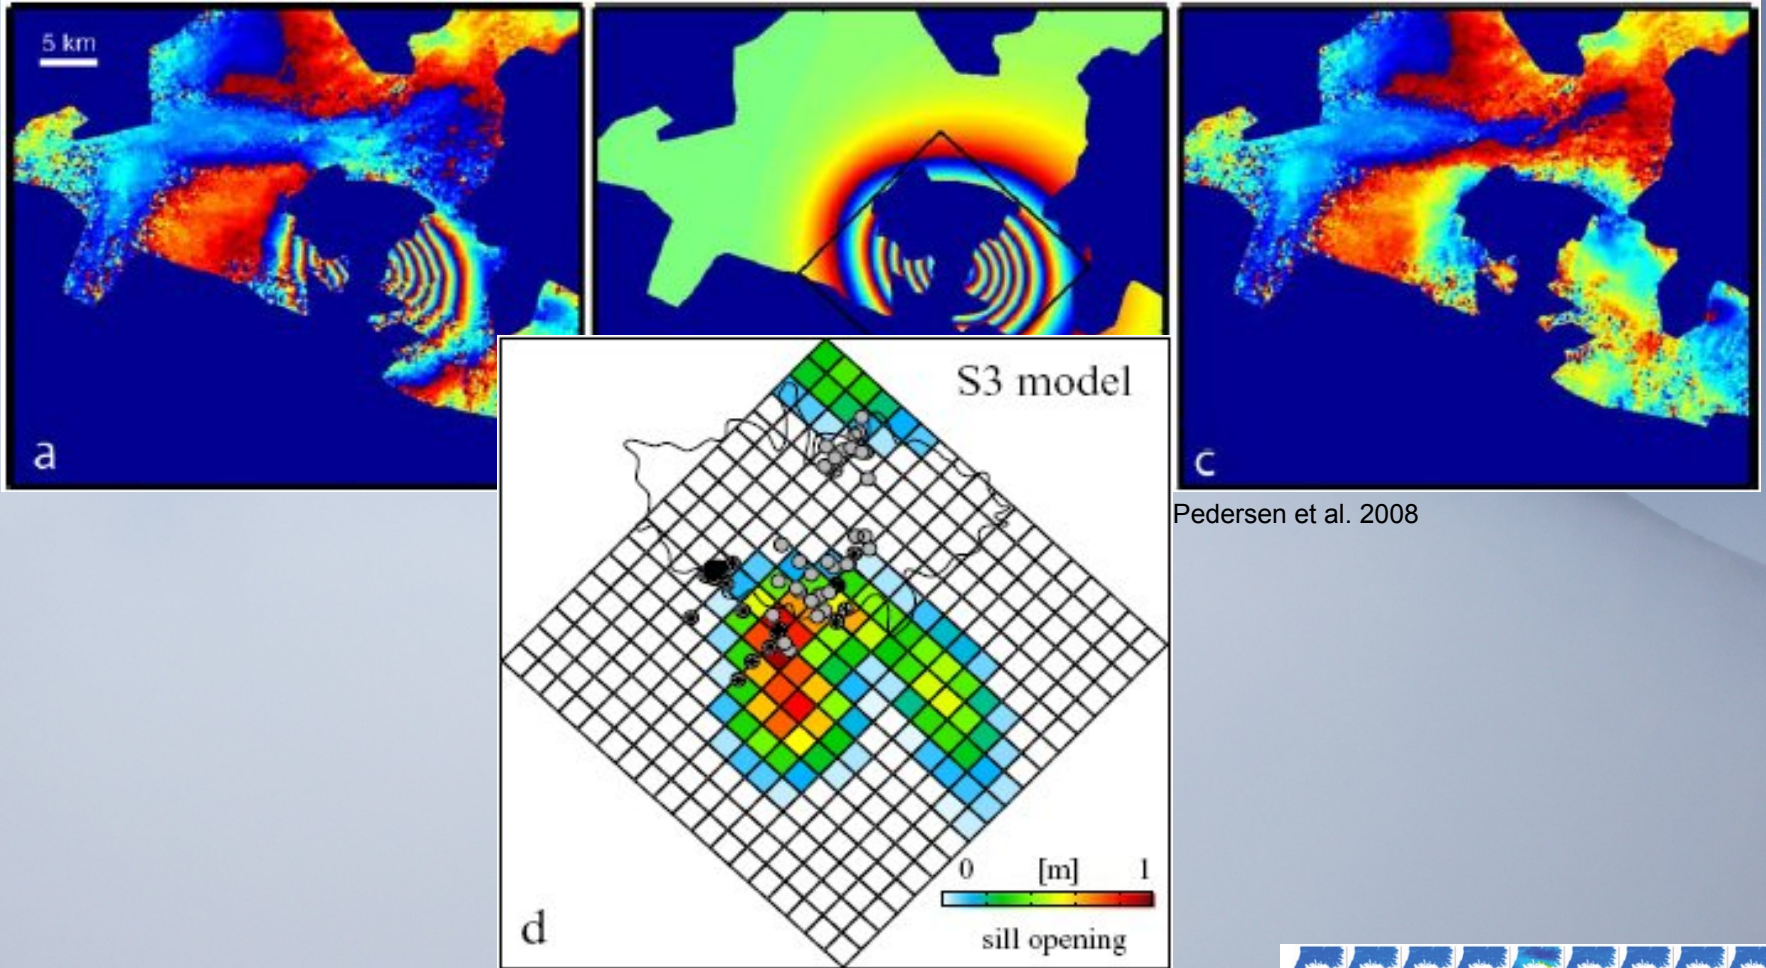 5 km
a
c
Pedersen et al. 2008
S3 model
0 [m] 1
sill opening
d